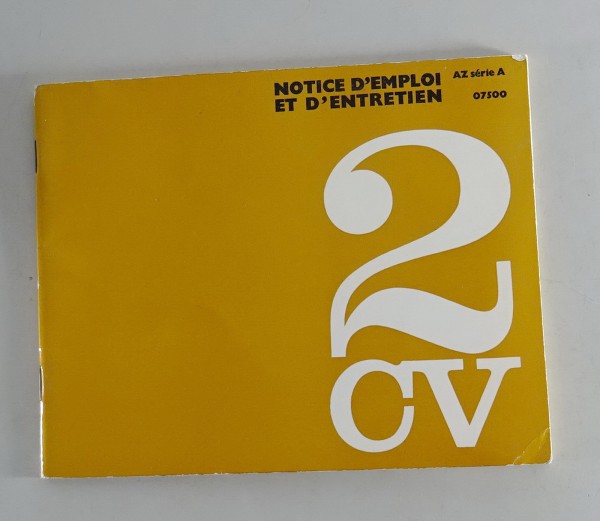 NOTICE D'EMPLOI
ET D'ENTRETIEN
AZ série A
07500
2
CV